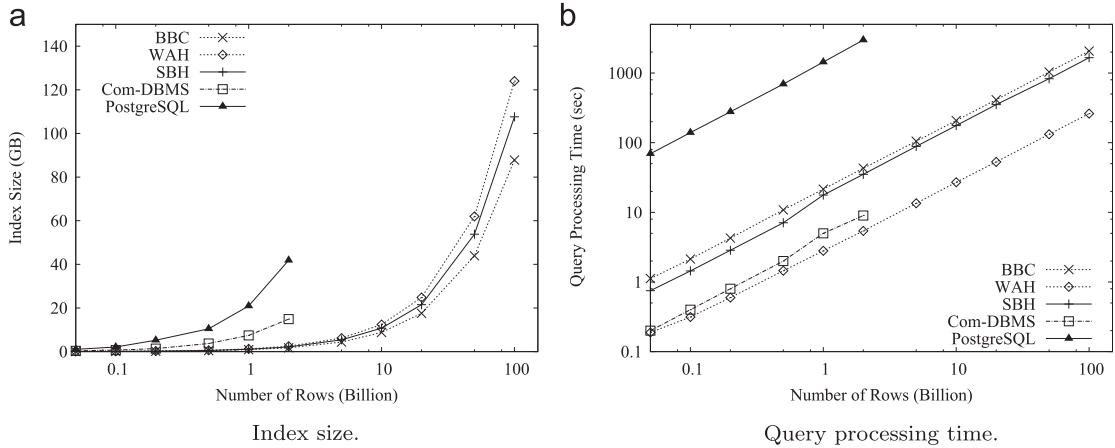 a
140
120
100
80
60
40
20
0
Index Size (GB)
BBC
WAH
SBH
Com-DBMS
PostgreSQL
0.1
1
10
100
Number of Rows (Billion)
Index size.
b
1000
100
10
1
0.1
Query Processing Time (sec)
BBC
WAH
SBH
Com-DBMS
PostgreSQL
0.1
1
10
100
Number of Rows (Billion)
Query processing time.